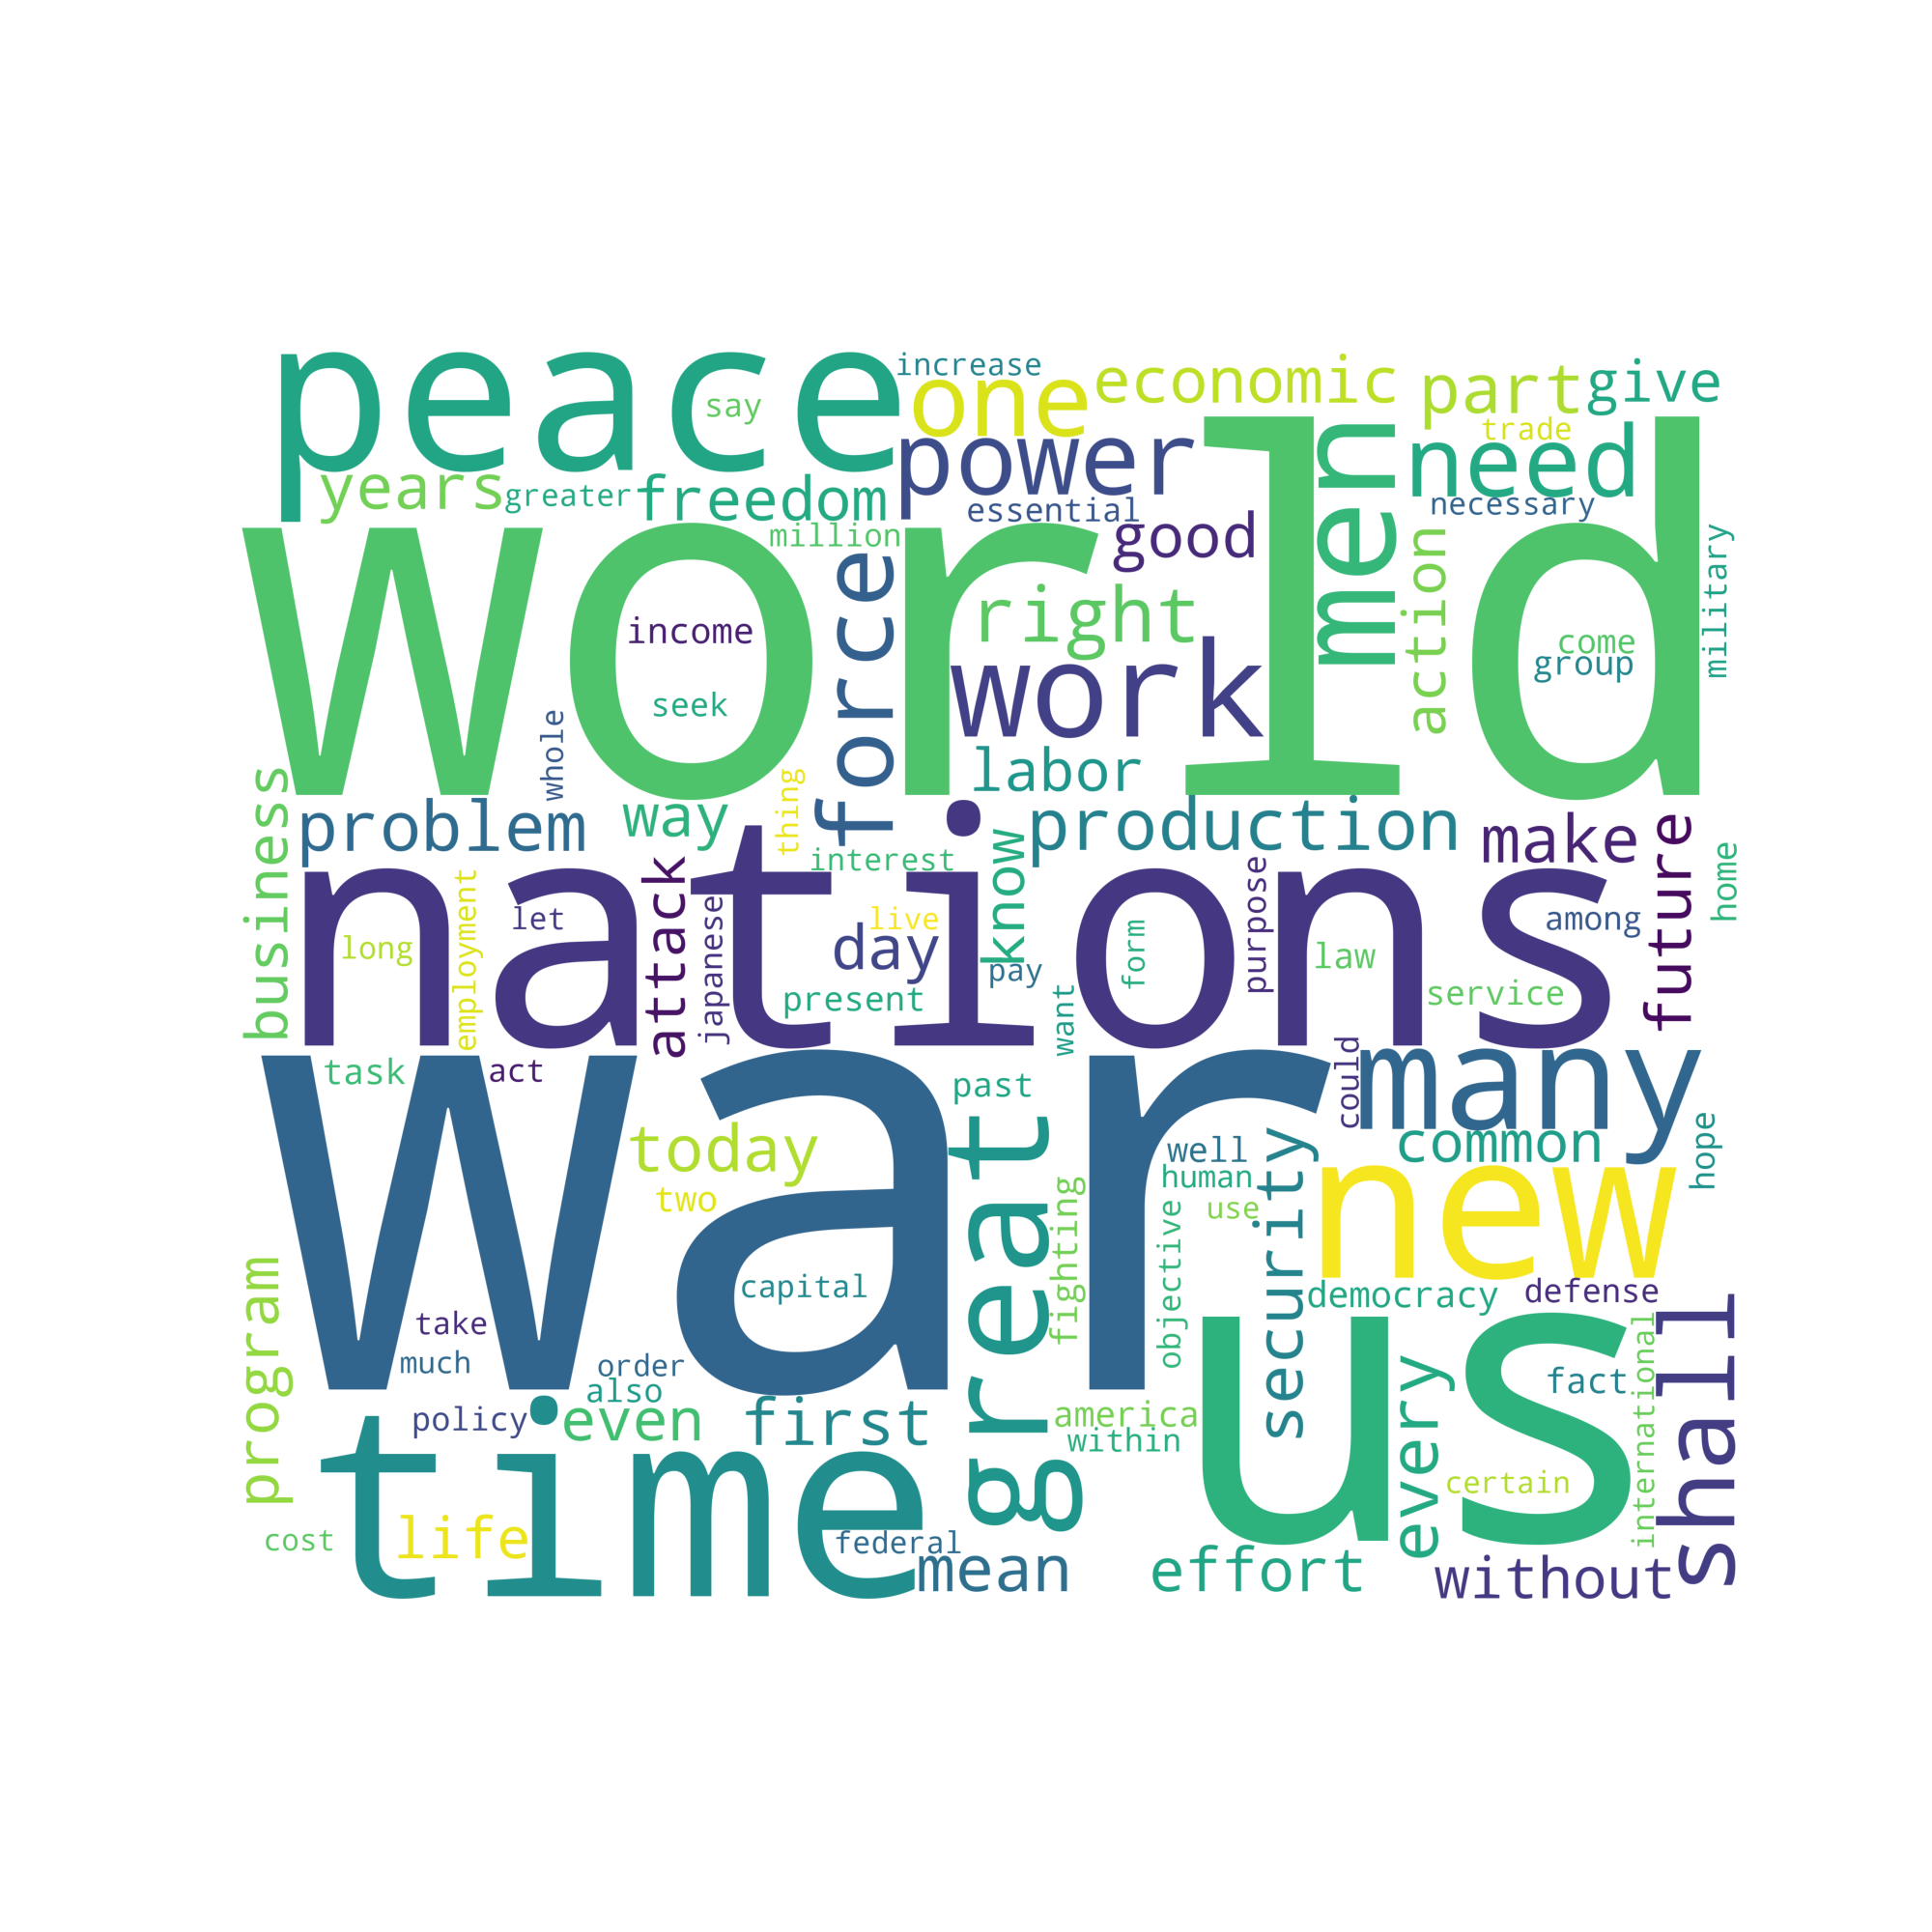 peace
increase
say
one
economic
part
give
trade
years
greater
freedom
power
essential
men
need
necessary
million
good
world
force
right
action
military
income
seek
work
come
group
whole
labor
business
problem
way
thing
interest
know
production
make
future
home
nations
long
employment
let
attack
japanese
live
day
present
pay
form
purpose
law
among
service
want
could
task
act
war
past
many
common
hope
today
two
great
fighting
well
human
use
objective
security
new
democracy
defense
program
capital
take
much
order
also
policy
even
first
america
within
us
every
fact
certain
international
shall
time
life
cost
federal
mean
effort
without